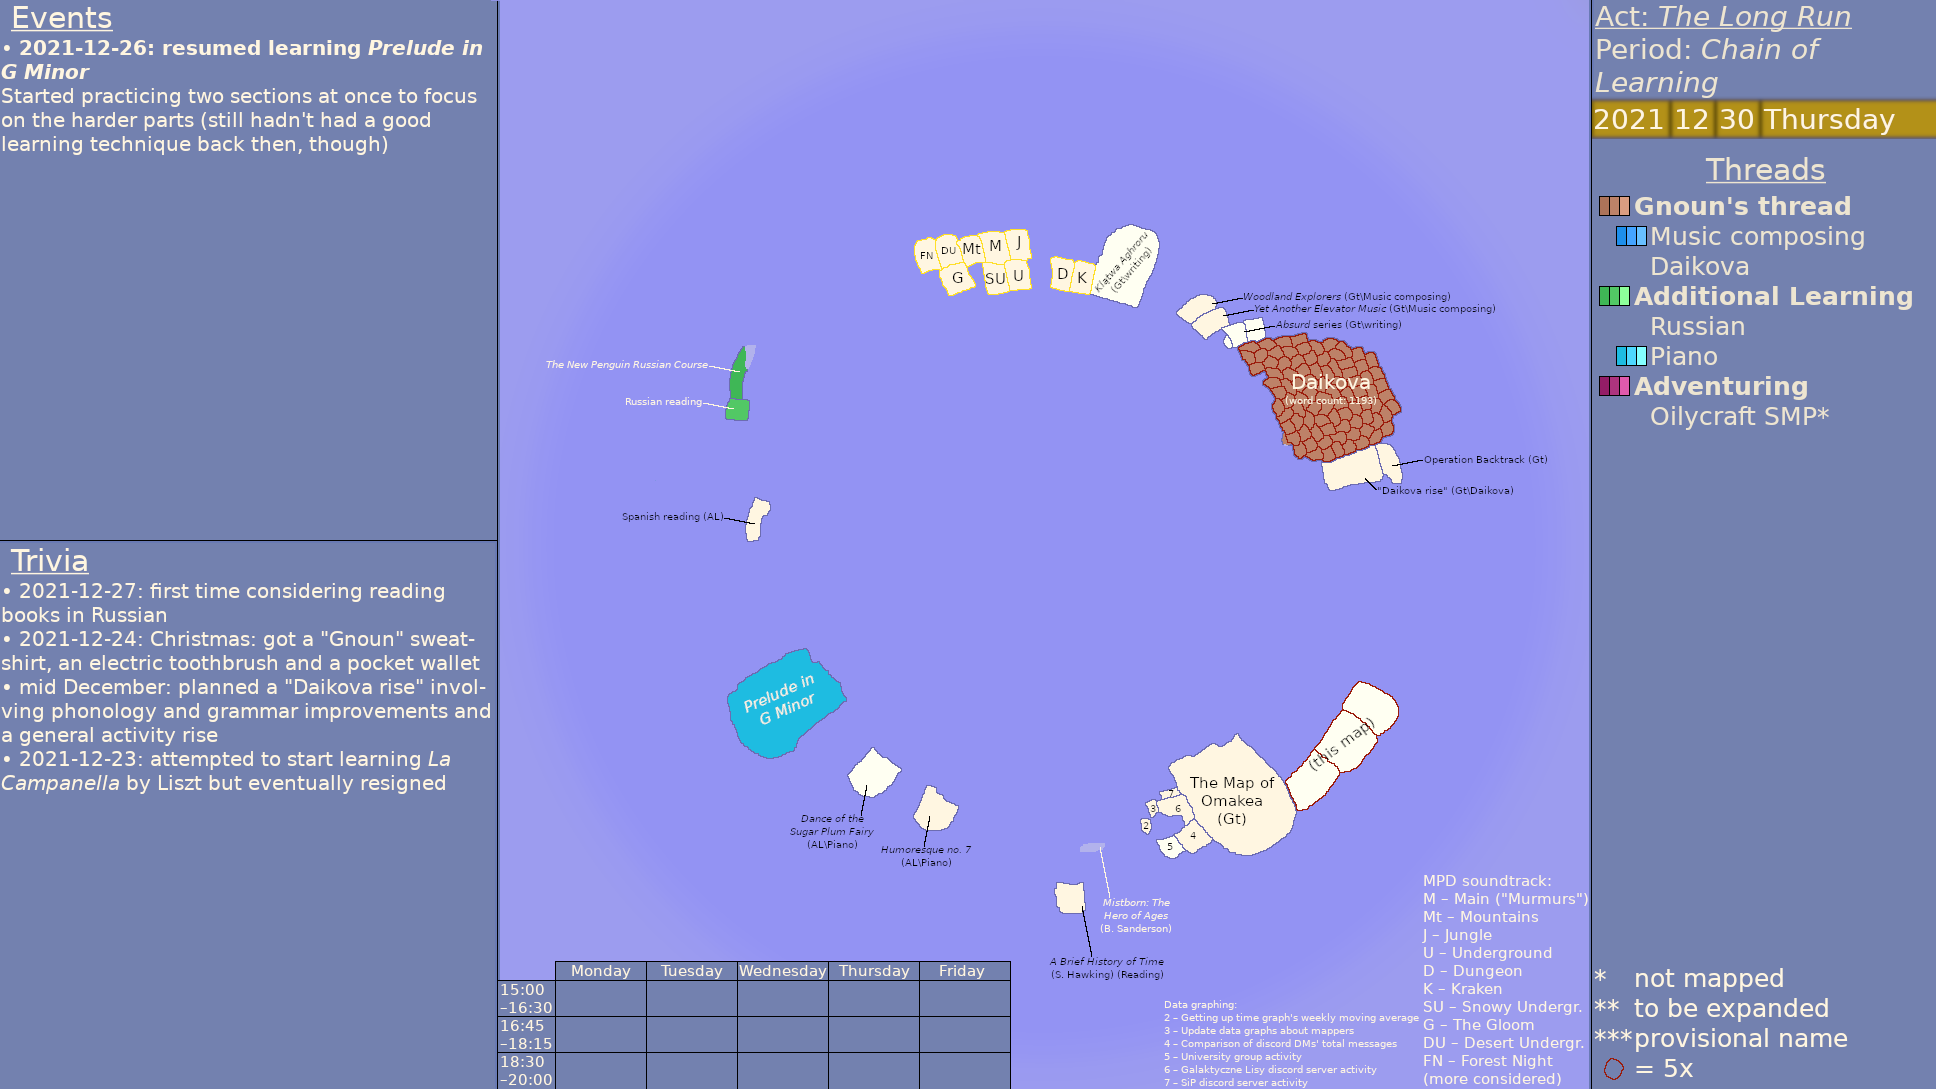 Events
• 2021-12-26: resumed learning Prelude in
G Minor
Started practicing two sections at once to focus
on the harder parts (still hadn't had a good
learning technique back then, though)
Trivia
• 2021-12-27: first time considering reading
books in Russian
• 2021-12-24: Christmas: got a "Gnoun" sweat-
shirt, an electric toothbrush and a pocket wallet
• mid December: planned a "Daikova rise" invol-
ving phonology and grammar improvements and
a general activity rise
• 2021-12-23: attempted to start learning La
Campanella by Liszt but eventually resigned
FN
DU
Mt
M
J
G
SU
U
D
K
Klątwa Aghroru
(Gt\writing)
Woodland Explorers (Gt\Music composing)
Yet Another Elevator Music (Gt\Music composing)
Absurd series (Gt\writing)
The New Penguin Russian Course
Russian reading
Daikova
(word count: 1193)
Operation Backtrack (Gt)
"Daikova rise" (Gt\Daikova)
Spanish reading (AL)
Prelude in
G Minor
Dance of the
Sugar Plum Fairy
(AL\Piano)
Humoresque no. 7
(AL\Piano)
(this map)
The Map of
Omakea
(Gt)
7
3
6
2
4
5
Mistborn: The
Hero of Ages
(B. Sanderson)
A Brief History of Time
(S. Hawking) (Reading)
Monday Tuesday Wednesday Thursday Friday
15:00
–16:30
16:45
–18:15
18:30
–20:00
Data graphing:
2 – Getting up time graph's weekly moving average
3 – Update data graphs about mappers
4 – Comparison of discord DMs' total messages
5 – University group activity
6 – Galaktyczne Lisy discord server activity
7 – SiP discord server activity
MPD soundtrack:
M – Main ("Murmurs")
Mt – Mountains
J – Jungle
U – Underground
D – Dungeon
K – Kraken
SU – Snowy Undergr.
G – The Gloom
DU – Desert Undergr.
FN – Forest Night
(more considered)
Act: The Long Run
Period: Chain of
Learning
2021 12 30 Thursday
Threads
Gnoun's thread
Music composing
Daikova
Additional Learning
Russian
Piano
Adventuring
Oilycraft SMP*
* not mapped
** to be expanded
*** provisional name
= 5x